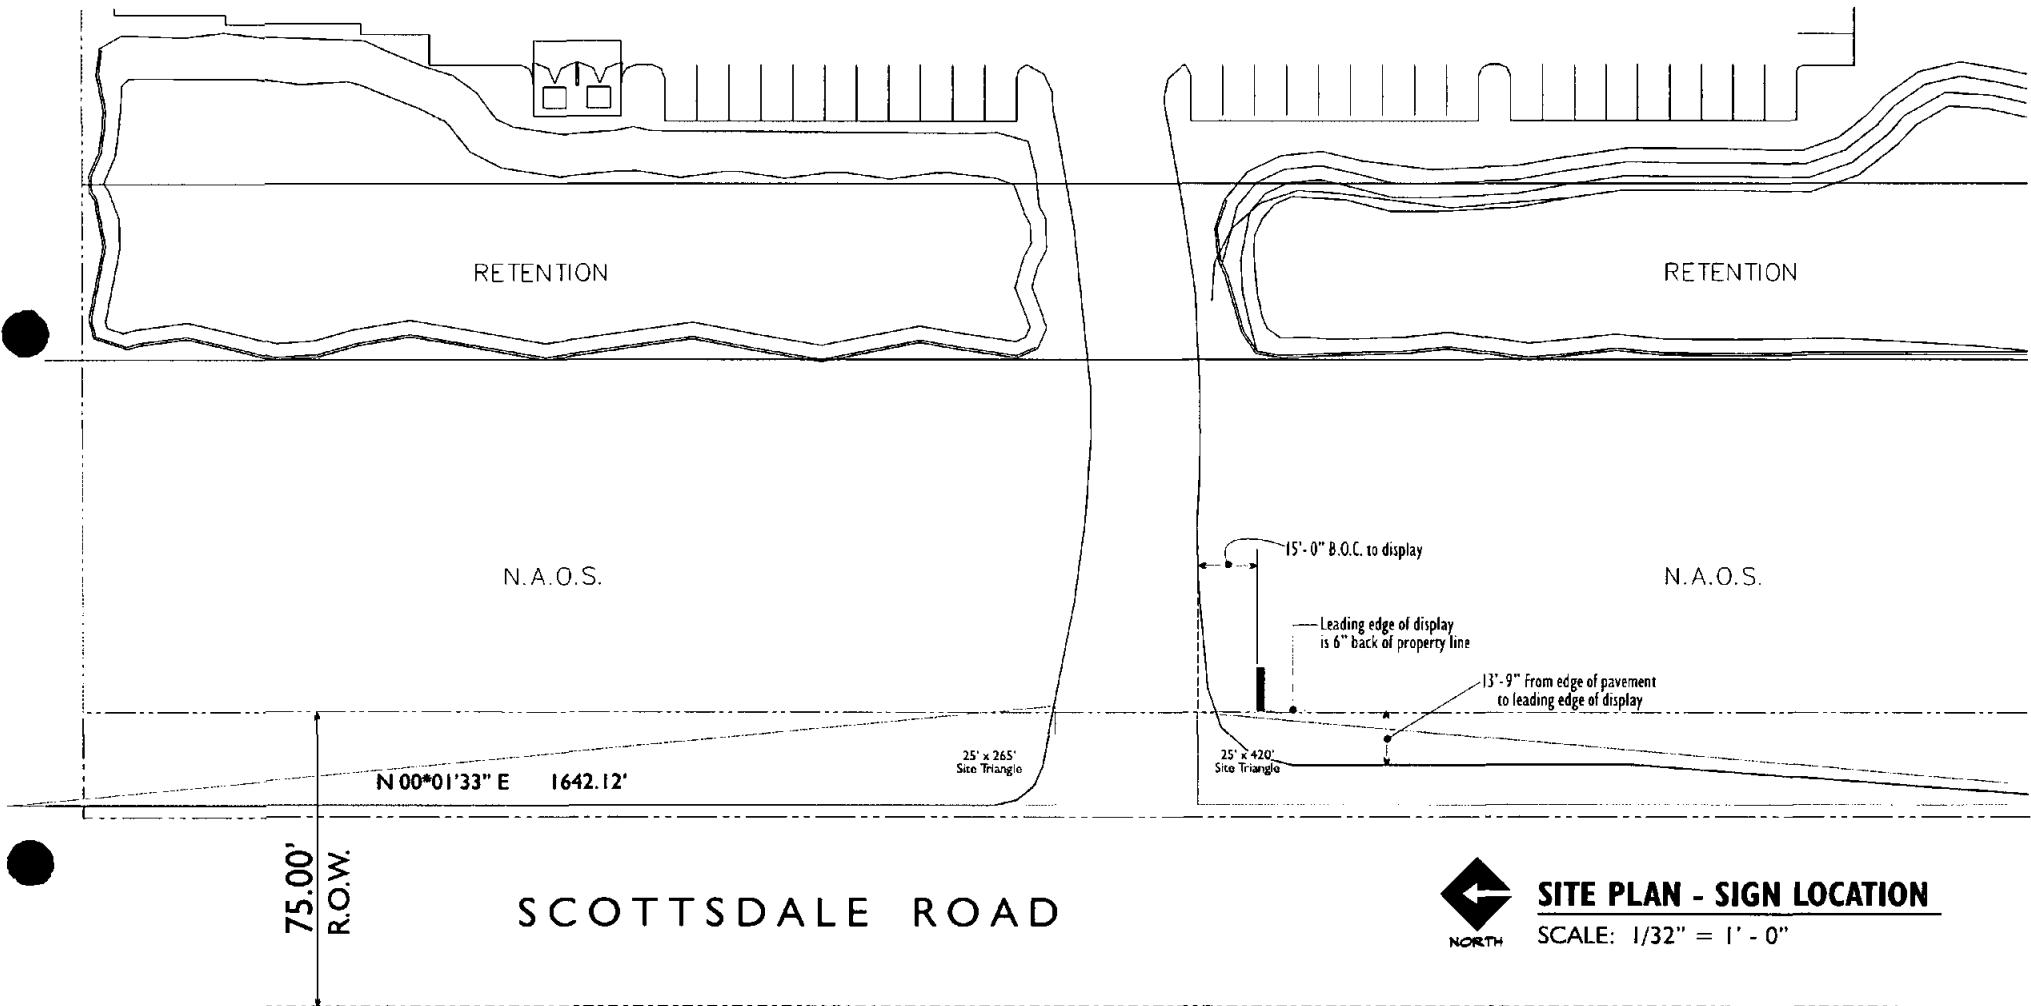 RETENTION
RETENTION
15'-0" B.O.C. to display
N.A.O.S.
N.A.O.S.
Leading edge of display
is 6" back of property line
13'-9" From edge of pavement
to leading edge of display
25' x 265'
Site Triangle
25' x 420'
Site Triangle
N 00*01'33" E 1642.12'
75.00'
R.O.W.
SCOTTSDALE ROAD
NORTH
SITE PLAN - SIGN LOCATION
SCALE: 1/32" = 1' - 0"